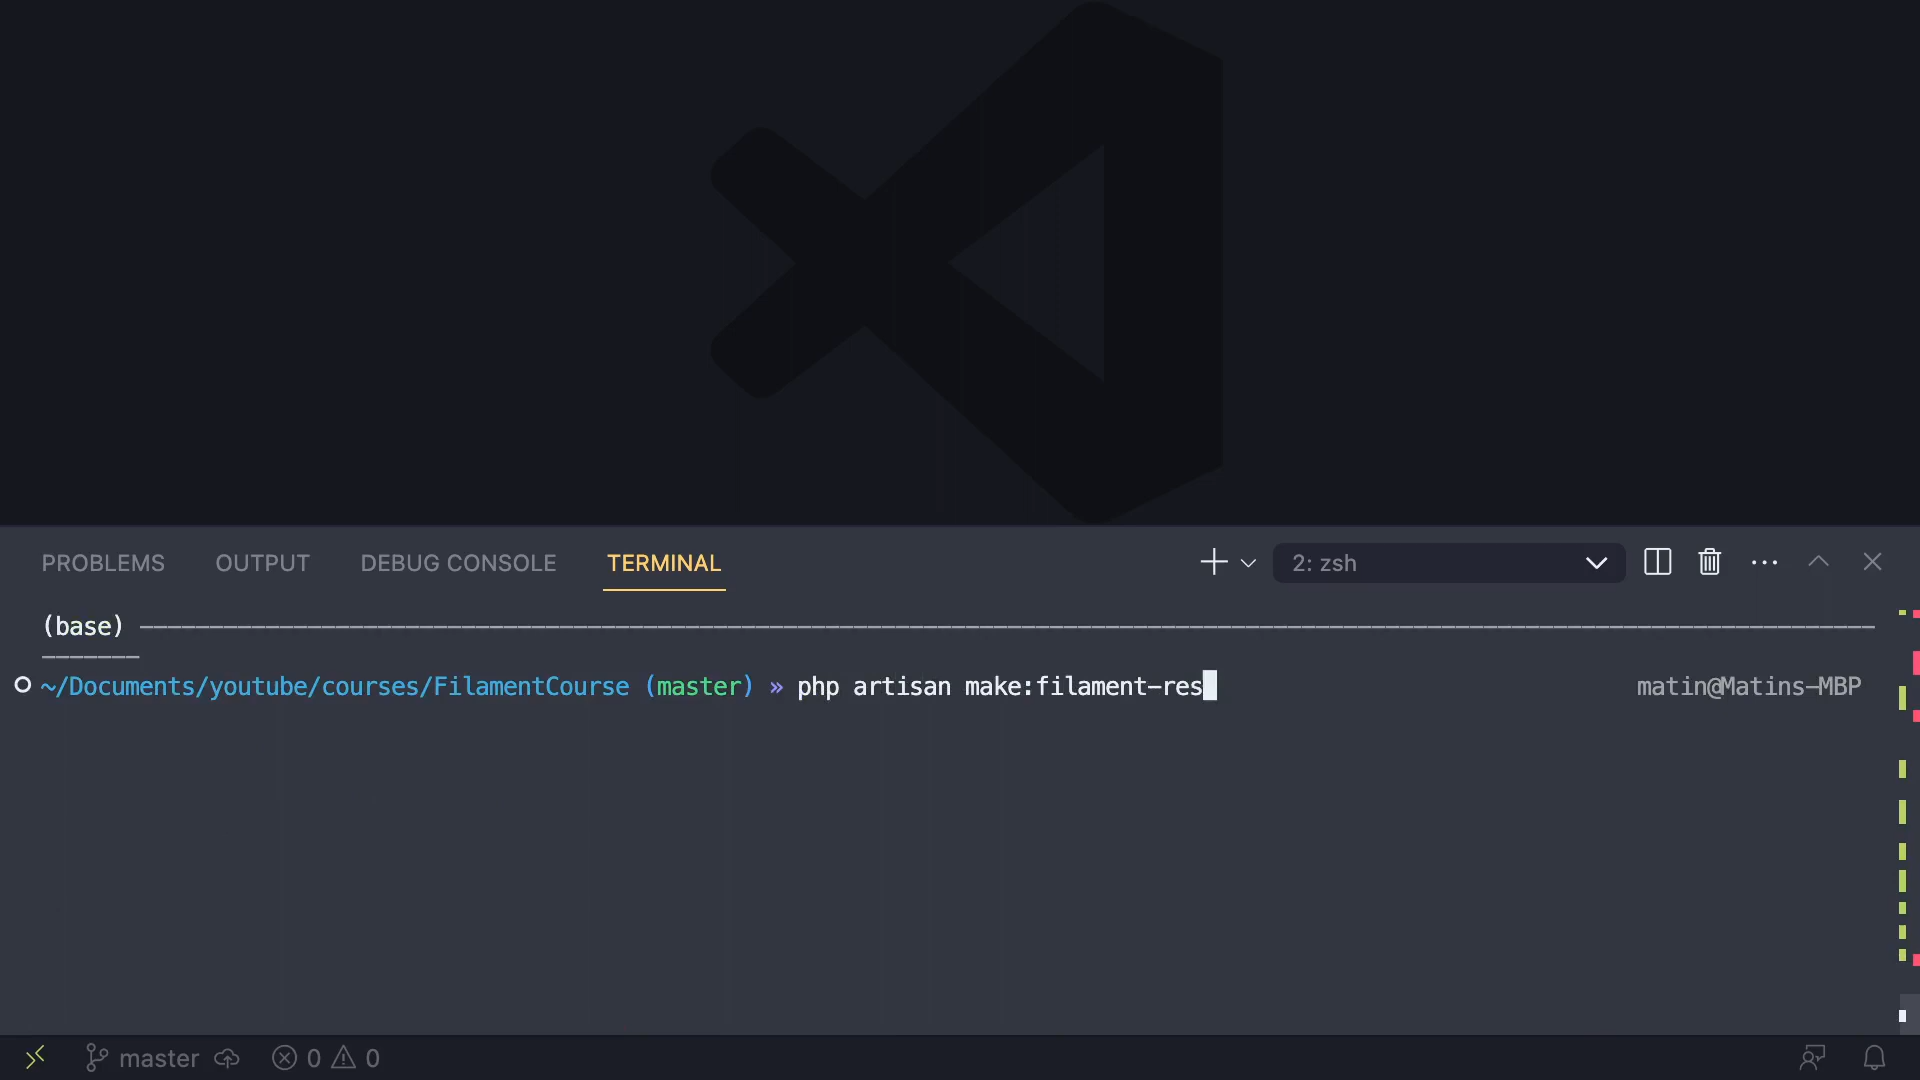 PROBLEMS OUTPUT DEBUG CONSOLE TERMINAL 2: zsh
(base)
~/Documents/youtube/courses/FilamentCourse (master) » php artisan make:filament-res matin@Matins-MBP
master 0 0